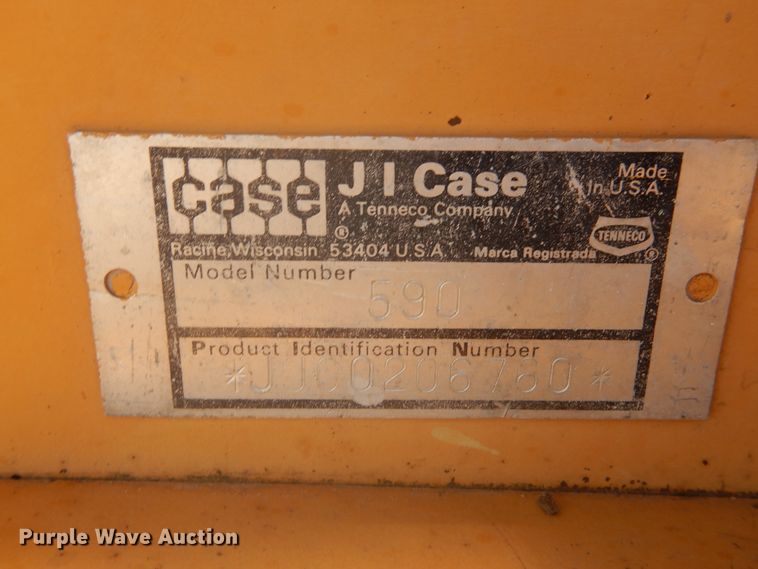 case
J I Case
A Tenneco Company
®
Made
in U.S.A.
TENNECO
®
Racine, Wisconsin 53404 U.S.A.
Marca Registrada
Model Number
590
Product Identification Number
*JJG0206780*
Purple Wave Auction